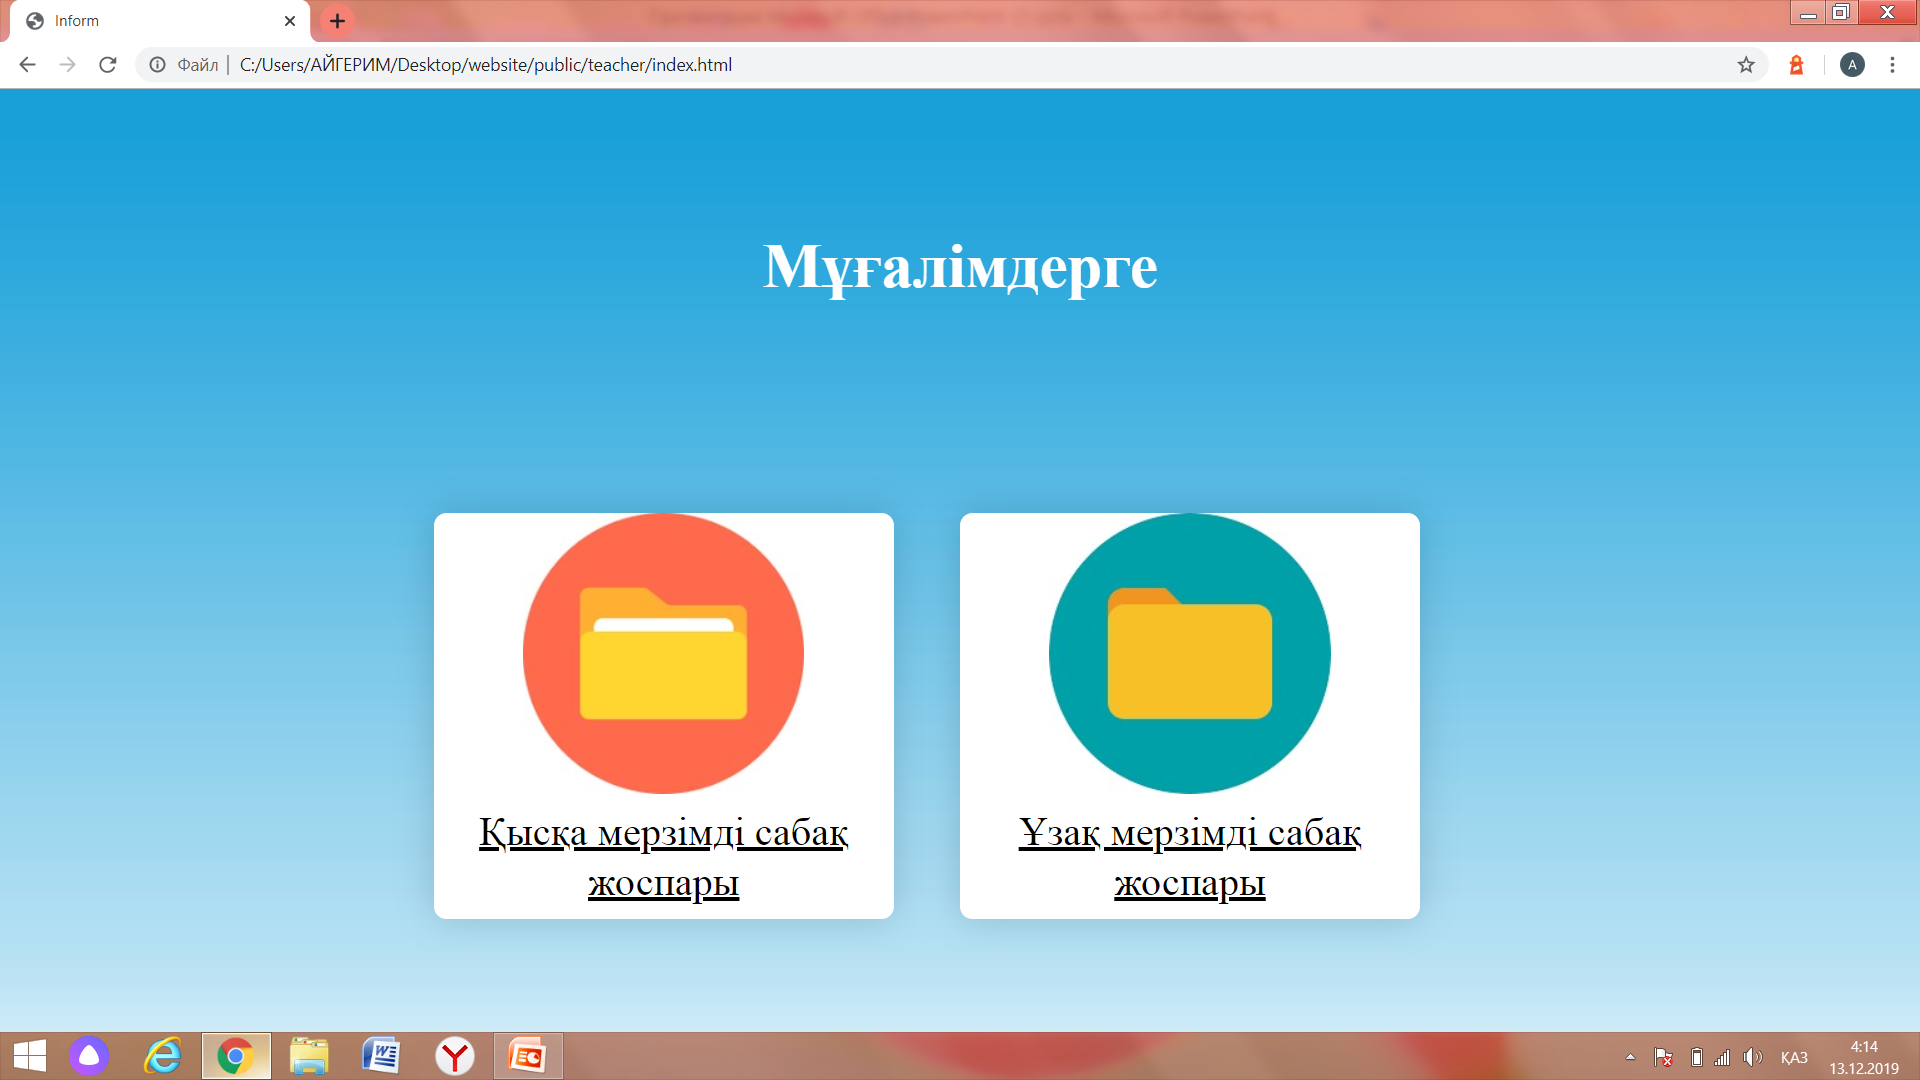 Inform
Файл | C:/Users/АЙГЕРИМ/Desktop/website/public/teacher/index.html
A
Мұғалімдерге
Қысқа мерзімді сабақ
жоспары
Ұзақ мерзімді сабақ
жоспары
ҚАЗ
4:14
13.12.2019